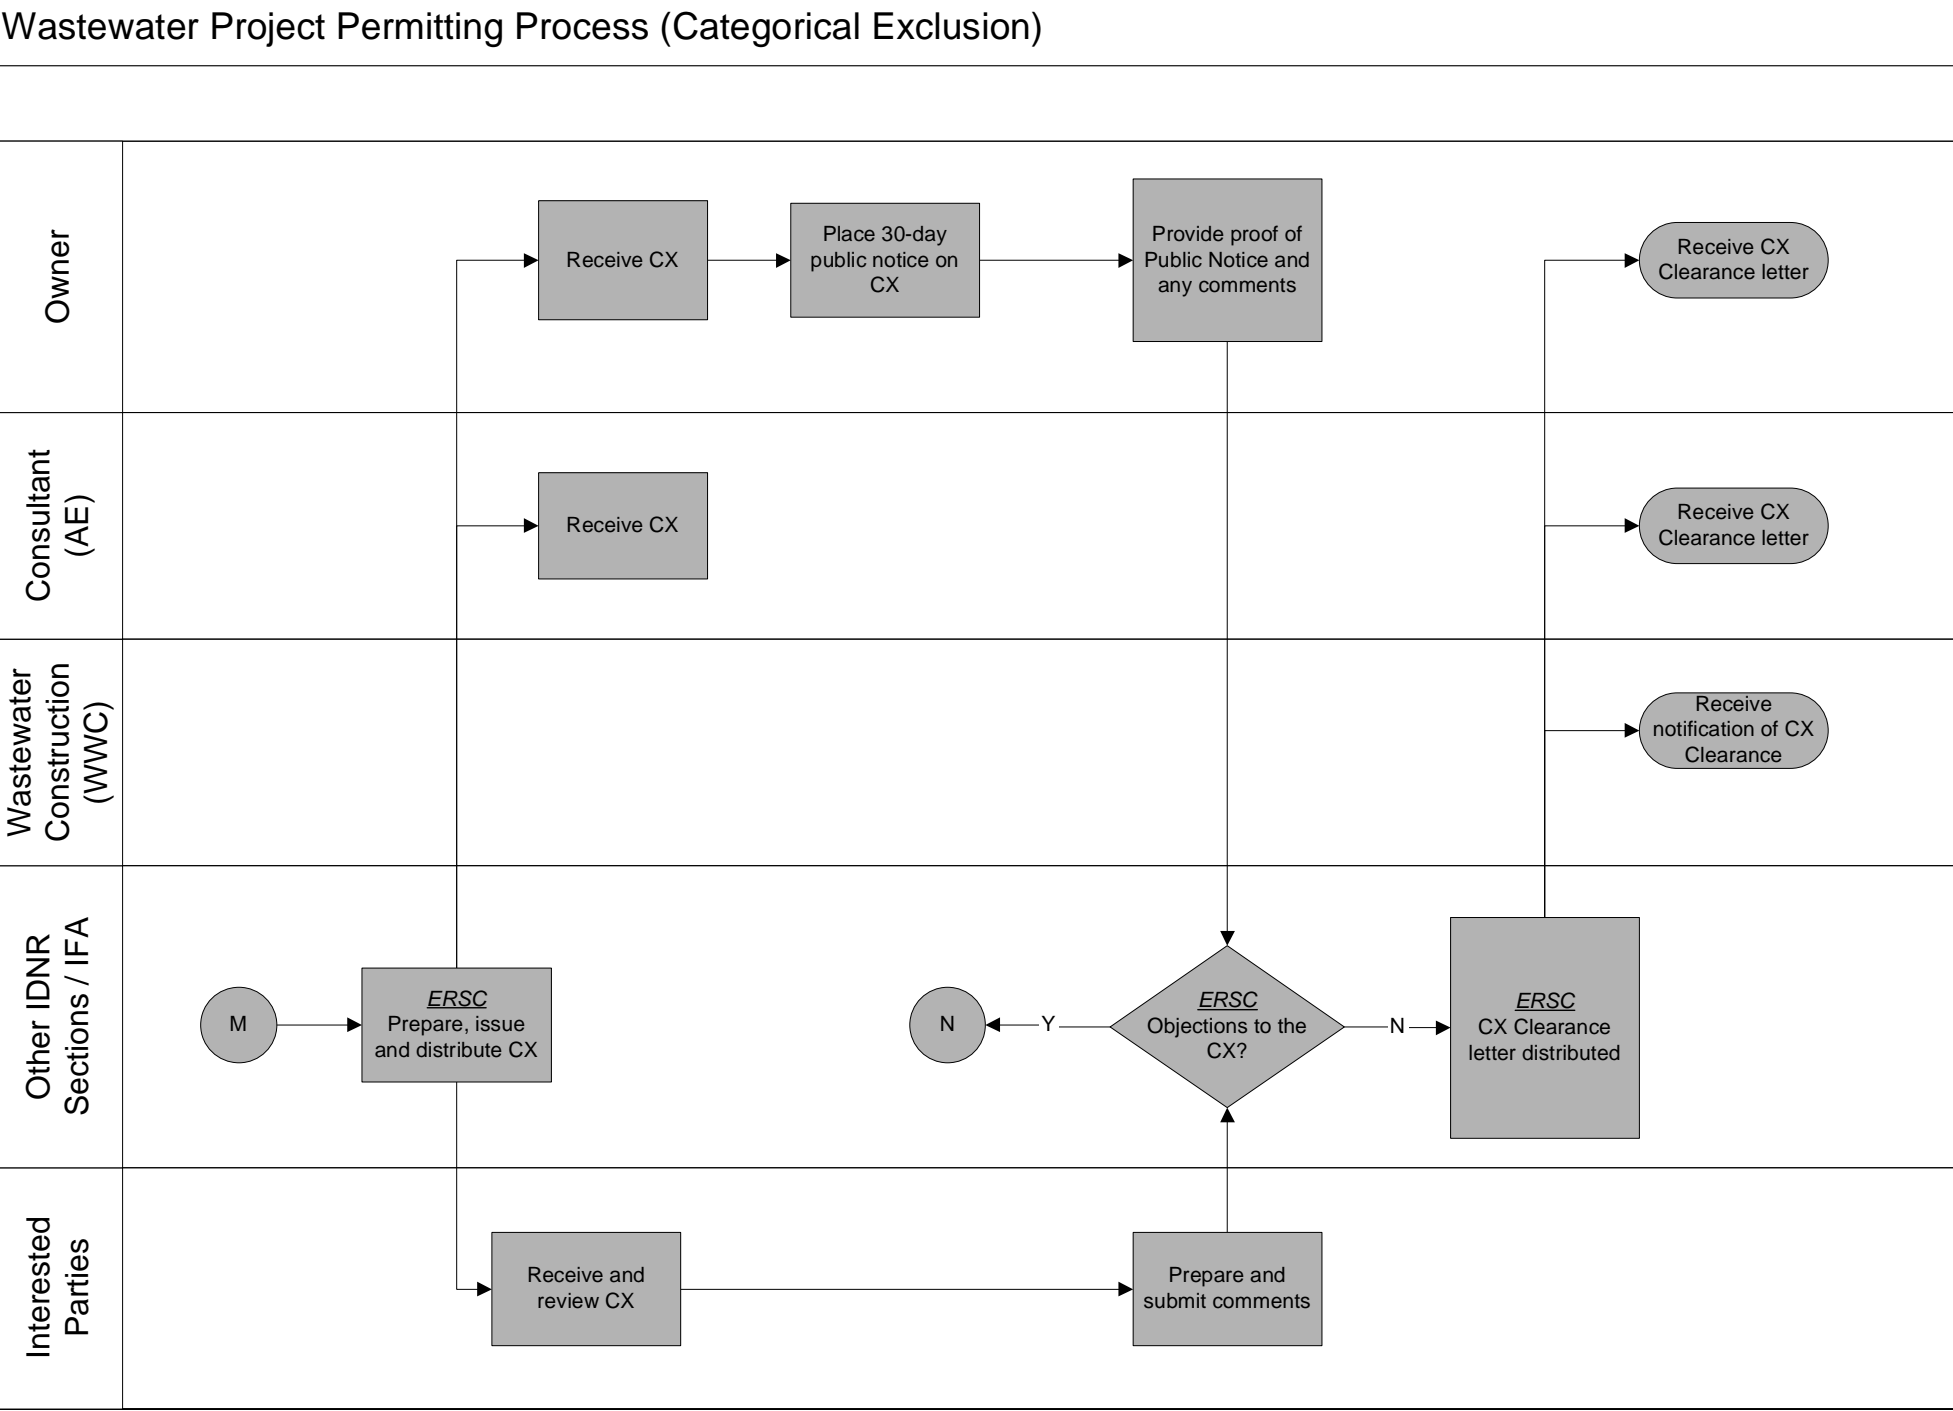 Wastewater Project Permitting Process (Categorical Exclusion)
Owner
Receive CX
Place 30-day
public notice on
CX
Provide proof of
Public Notice and
any comments
Receive CX
Clearance letter
Consultant
(AE)
Receive CX
Receive CX
Clearance letter
Wastewater
Construction
(WWC)
Receive
notification of CX
Clearance
Other IDNR
Sections / IFA
M
ERSC
Prepare, issue
and distribute CX
N
Y
ERSC
Objections to the
CX?
N
ERSC
CX Clearance
letter distributed
Interested
Parties
Receive and
review CX
Prepare and
submit comments